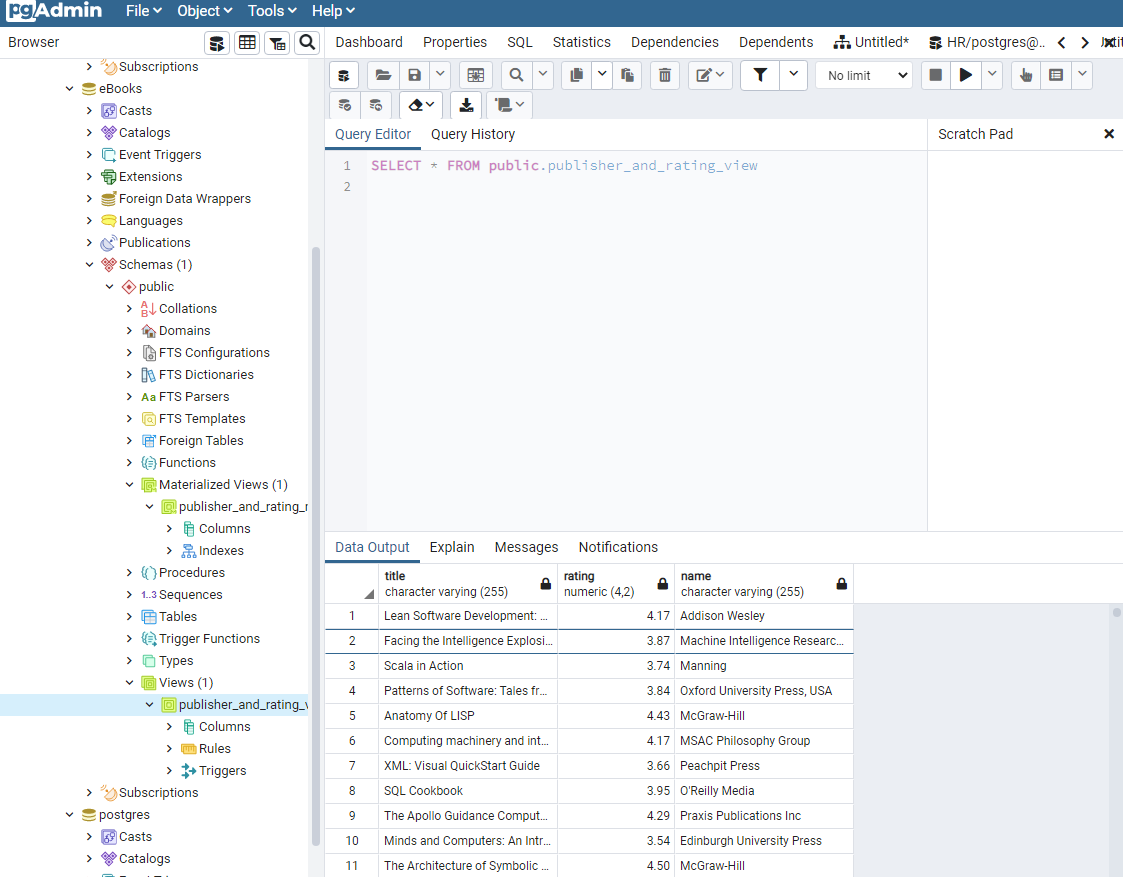 pgAdmin File Object Tools Help
Browser
Dashboard Properties SQL Statistics Dependencies Dependents Untitled* HR/postgres@..
No limit
Subscriptions
eBooks
Casts
Catalogs
Event Triggers
Extensions
Foreign Data Wrappers
Languages
Publications
Schemas (1)
public
Collations
Domains
FTS Configurations
FTS Dictionaries
Aa FTS Parsers
FTS Templates
Foreign Tables
Functions
Materialized Views (1)
publisher_and_rating_
Columns
Indexes
Procedures
1..3 Sequences
Tables
Trigger Functions
Types
Views (1)
publisher_and_rating_
Columns
Rules
Triggers
Subscriptions
postgres
Casts
Catalogs
Query Editor Query History
Scratch Pad
1 SELECT * FROM public.publisher_and_rating_view
2
Data Output Explain Messages Notifications
title rating name
character varying (255) numeric (4,2) character varying (255)
1 Lean Software Development: ... 4.17 Addison Wesley
2 Facing the Intelligence Explosi... 3.87 Machine Intelligence Researc...
3 Scala in Action 3.74 Manning
4 Patterns of Software: Tales fr... 3.84 Oxford University Press, USA
5 Anatomy Of LISP 4.43 McGraw-Hill
6 Computing machinery and int... 4.17 MSAC Philosophy Group
7 XML: Visual QuickStart Guide 3.66 Peachpit Press
8 SQL Cookbook 3.95 O'Reilly Media
9 The Apollo Guidance Comput... 4.29 Praxis Publications Inc
10 Minds and Computers: An Intr... 3.54 Edinburgh University Press
11 The Architecture of Symbolic ... 4.50 McGraw-Hill